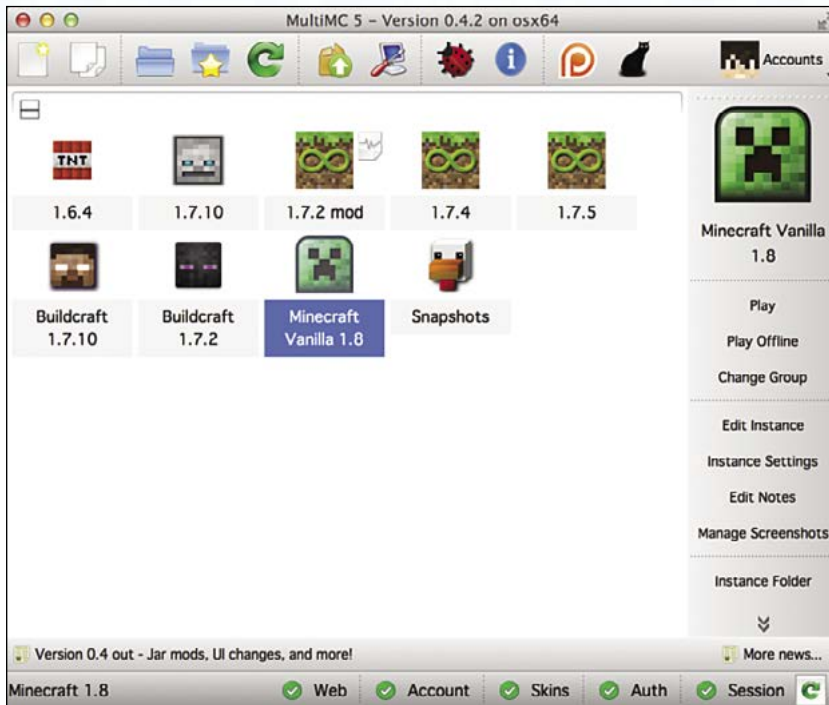 MultiMC 5 – Version 0.4.2 on osx64
Accounts
TNT
1.6.4
1.7.10
1.7.2 mod
1.7.4
1.7.5
Buildcraft
1.7.10
Buildcraft
1.7.2
Minecraft
Vanilla 1.8
Snapshots
Minecraft Vanilla
1.8
Play
Play Offline
Change Group
Edit Instance
Instance Settings
Edit Notes
Manage Screenshots
Instance Folder
Version 0.4 out - Jar mods, UI changes, and more!
More news...
Minecraft 1.8
Web
Account
Skins
Auth
Session